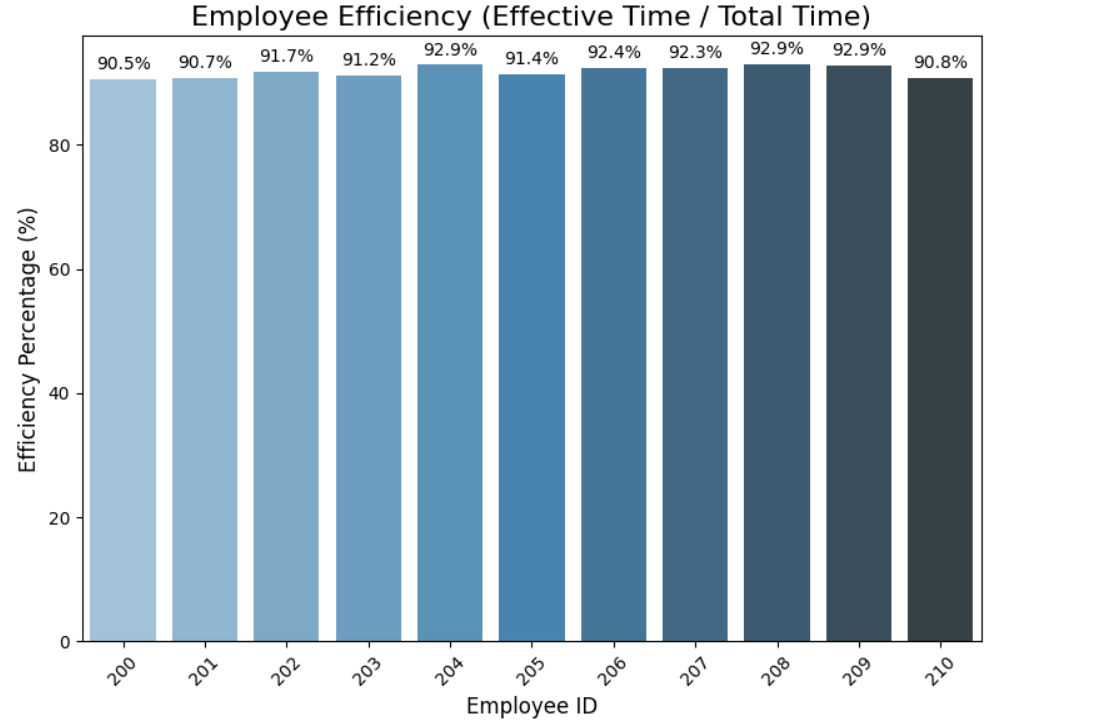 Employee Efficiency (Effective Time / Total Time)
90.5% 90.7% 91.7% 91.2% 92.9% 91.4% 92.4% 92.3% 92.9% 92.9% 90.8%
Efficiency Percentage (%)
80
60
40
20
0
200 201 202 203 204 205 206 207 208 209 210
Employee ID